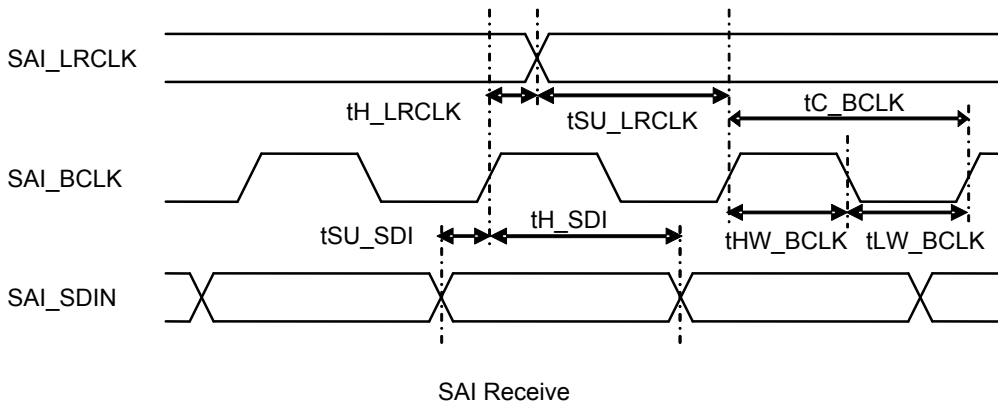 SAI_LRCLK
tH_LRCLK
tSU_LRCLK
tC_BCLK
SAI_BCLK
tSU_SDI
tH_SDI
tHW_BCLK
tLW_BCLK
SAI_SDIN
SAI Receive